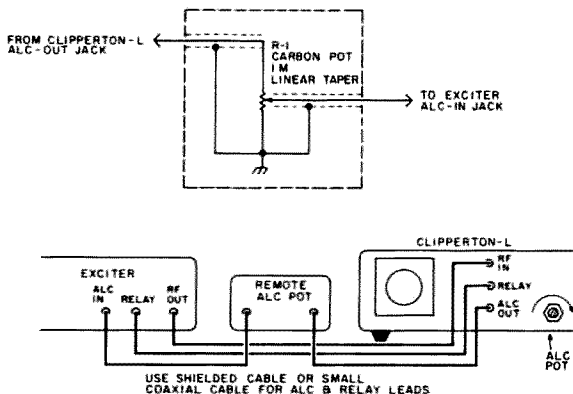 FROM CLIPPERTON-L
ALC-OUT JACK
R-1
CARBON POT
1 M
LINEAR TAPER
TO EXCITER
ALC-IN JACK
CLIPPERTON-L
EXCITER
ALC IN
RELAY
RF OUT
REMOTE
ALC POT
RF IN
RELAY
ALC OUT
ALC POT
USE SHIELDED CABLE OR SMALL
COAXIAL CABLE FOR ALC & RELAY LEADS